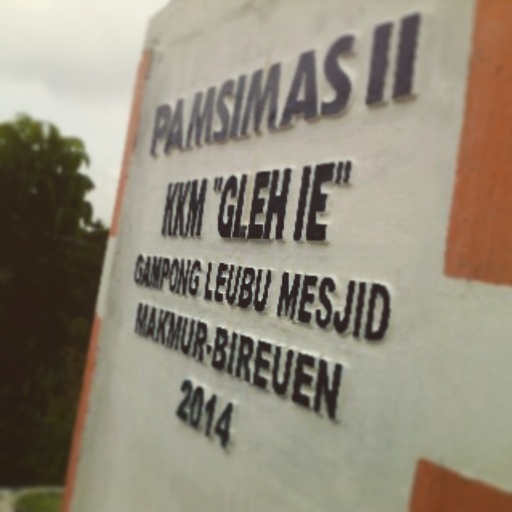 PAMSIMAS II
KKM "GLEH IE"
GAMPONG LEUBU MESJID
MAKMUR-BIREUEN
2014